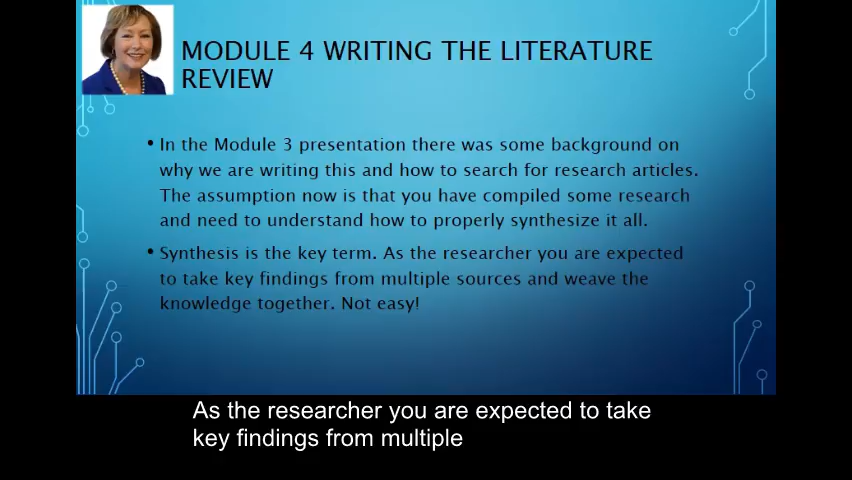 MODULE 4 WRITING THE LITERATURE
REVIEW
• In the Module 3 presentation there was some background on
why we are writing this and how to search for research articles.
The assumption now is that you have compiled some research
and need to understand how to properly synthesize it all.
• Synthesis is the key term. As the researcher you are expected
to take key findings from multiple sources and weave the
knowledge together. Not easy!
As the researcher you are expected to take
key findings from multiple